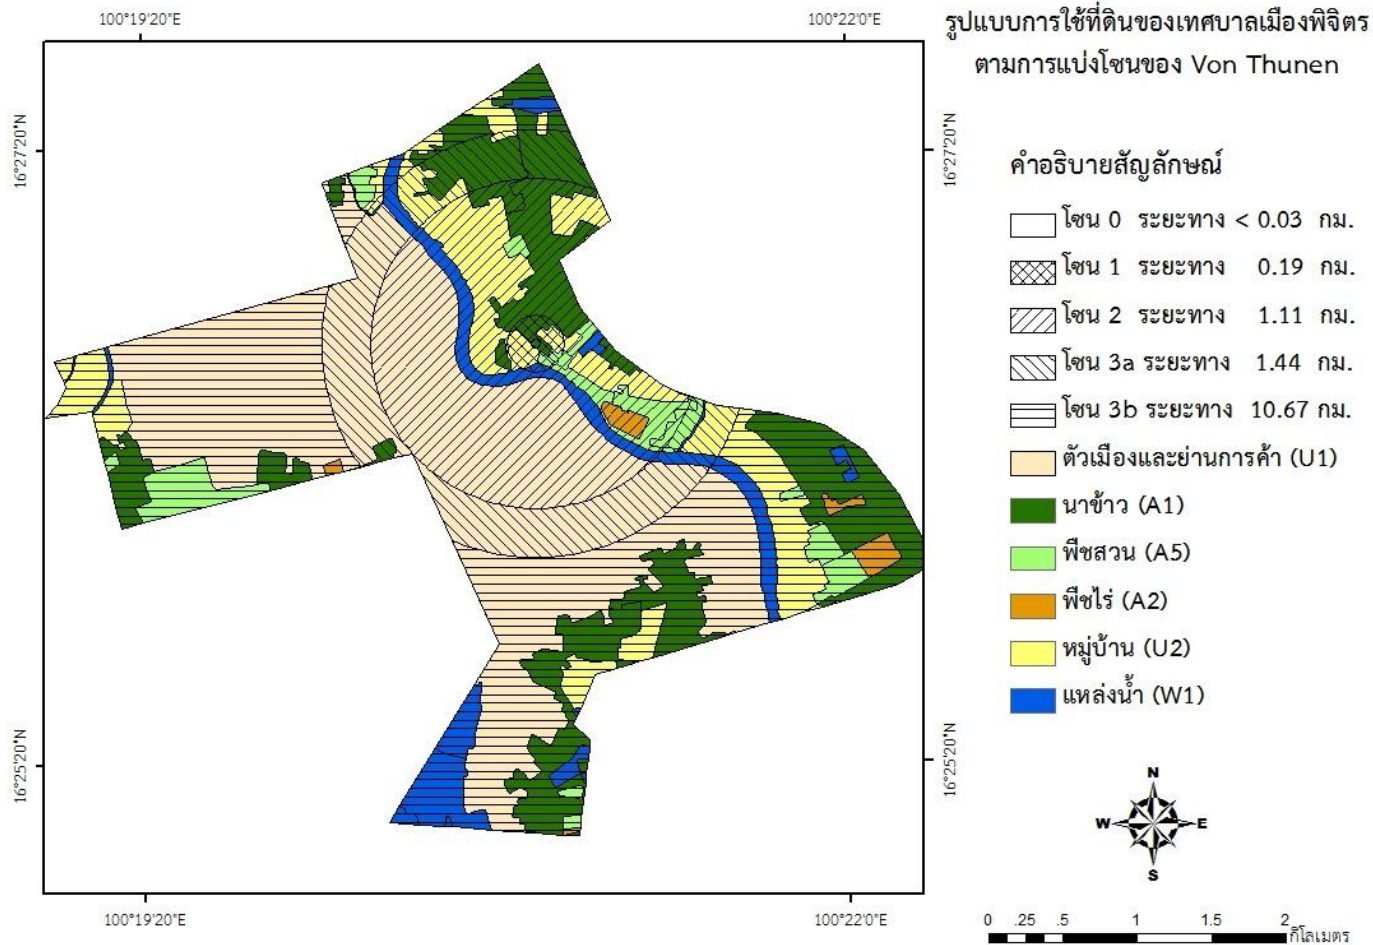 รูปแบบการใช้ที่ดินของเทศบาลเมืองพิจิตร
ตามการแบ่งโซนของ Von Thunen
100°19'20"E
100°22'0"E
16°27'20"N
16°27'20"N
คำอธิบายสัญลักษณ์
โซน 0 ระยะทาง < 0.03 กม.
โซน 1 ระยะทาง 0.19 กม.
โซน 2 ระยะทาง 1.11 กม.
โซน 3a ระยะทาง 1.44 กม.
โซน 3b ระยะทาง 10.67 กม.
ตัวเมืองและย่านการค้า (U1)
นาข้าว (A1)
พืชสวน (A5)
พืชไร่ (A2)
หมู่บ้าน (U2)
แหล่งน้ำ (W1)
16°25'20"N
16°25'20"N
N
W E
S
100°19'20"E
100°22'0"E
0 .25 .5 1 1.5 2
กิโลเมตร